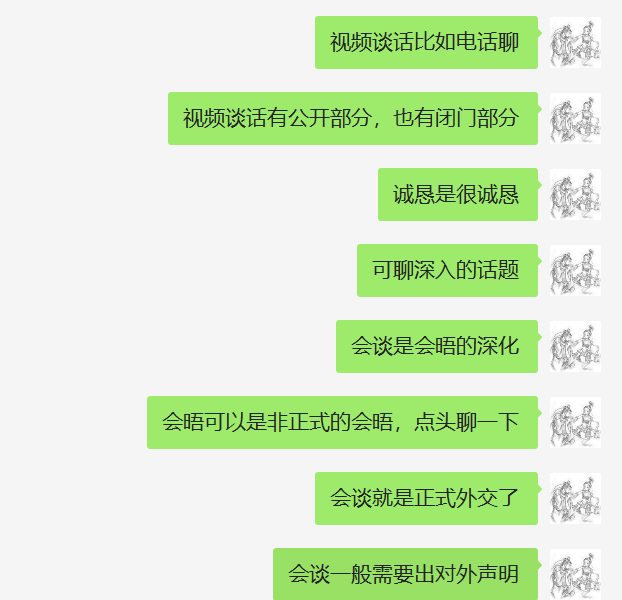 视频谈话比如电话聊
视频谈话有公开部分，也有闭门部分
诚恳是很诚恳
可聊深入的话题
会谈是会晤的深化
会晤可以是非正式的会晤，点头聊一下
会谈就是正式外交了
会谈一般需要出对外声明